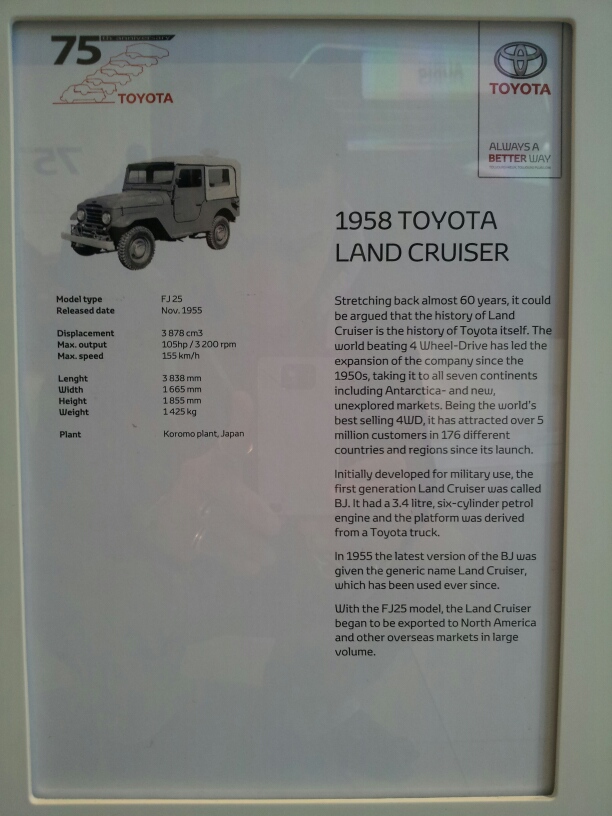 75th anniversary
TOYOTA
TOYOTA
ALWAYS A
BETTER WAY
1958 TOYOTA
LAND CRUISER
Model type FJ 25
Released date Nov. 1955
Displacement 3 878 cm3
Max. output 105hp / 3 200 rpm
Max. speed 155 km/h
Lenght 3 838 mm
Width 1 665 mm
Height 1 855 mm
Weight 1 425 kg
Plant Koromo plant, Japan
Stretching back almost 60 years, it could
be argued that the history of Land
Cruiser is the history of Toyota itself. The
world beating 4 Wheel-Drive has led the
expansion of the company since the
1950s, taking it to all seven continents
including Antarctica- and new,
unexplored markets. Being the world's
best selling 4WD, it has attracted over 5
million customers in 176 different
countries and regions since its launch.
Initially developed for military use, the
first generation Land Cruiser was called
BJ. It had a 3.4 litre, six-cylinder petrol
engine and the platform was derived
from a Toyota truck.
In 1955 the latest version of the BJ was
given the generic name Land Cruiser,
which has been used ever since.
With the FJ25 model, the Land Cruiser
began to be exported to North America
and other overseas markets in large
volume.